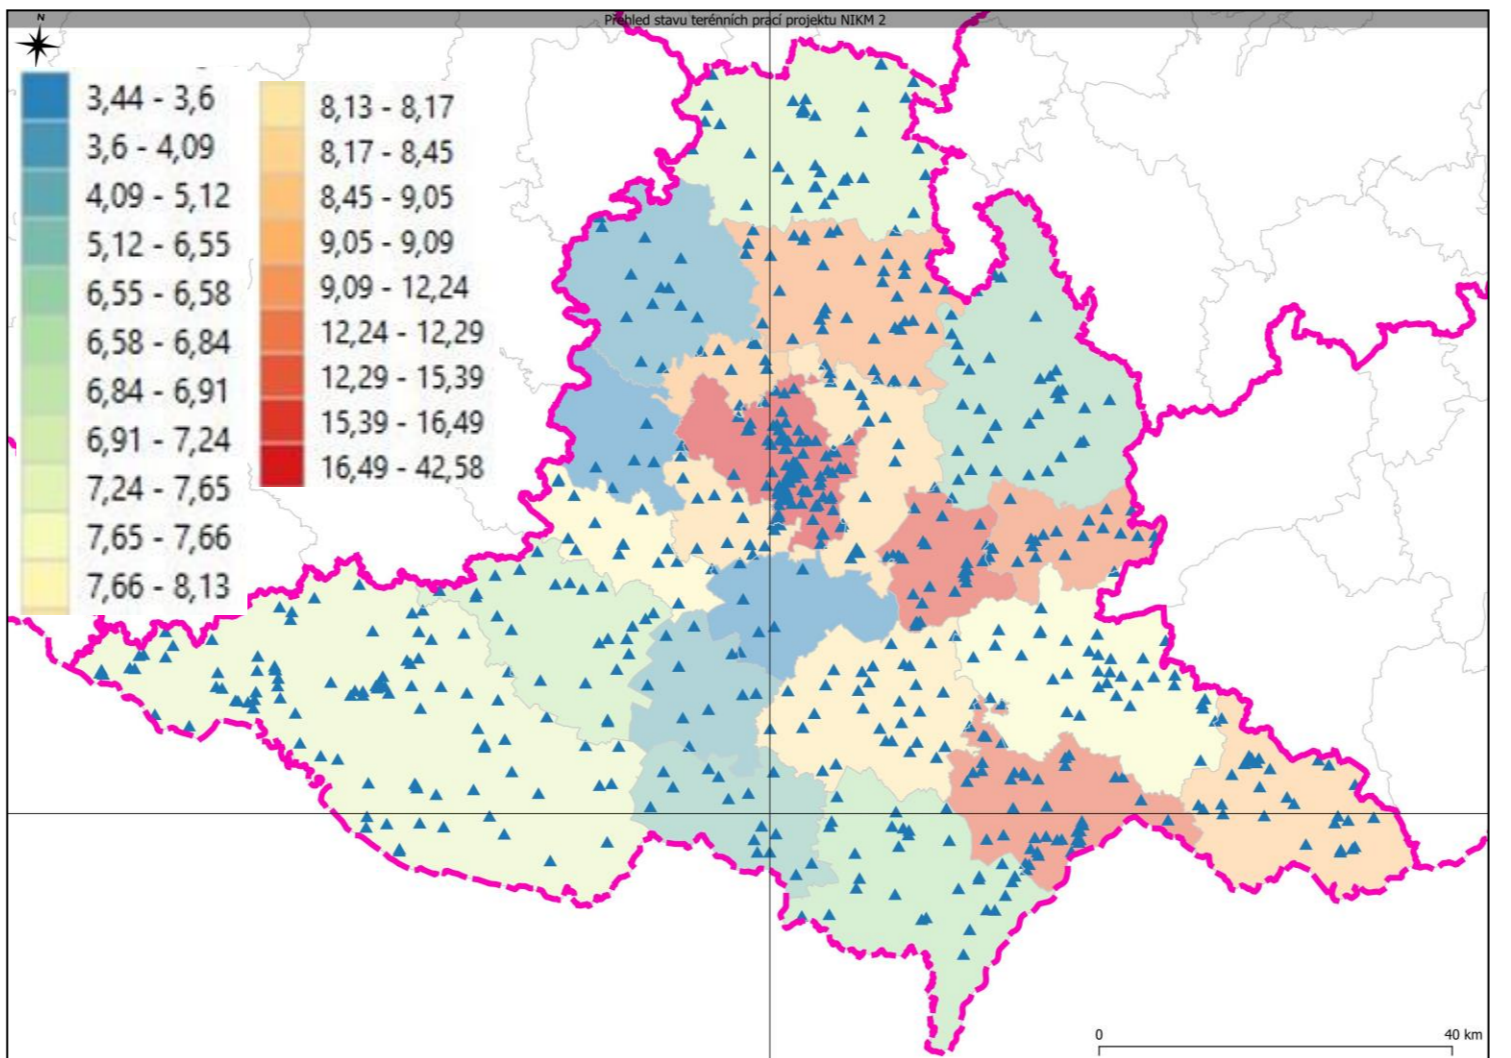 Přehled stavu terénních prací projektu NIKM 2
N
3,44 - 3,6
3,6 - 4,09
4,09 - 5,12
5,12 - 6,55
6,55 - 6,58
6,58 - 6,84
6,84 - 6,91
6,91 - 7,24
7,24 - 7,65
7,65 - 7,66
7,66 - 8,13
8,13 - 8,17
8,17 - 8,45
8,45 - 9,05
9,05 - 9,09
9,09 - 12,24
12,24 - 12,29
12,29 - 15,39
15,39 - 16,49
16,49 - 42,58
0
40 km